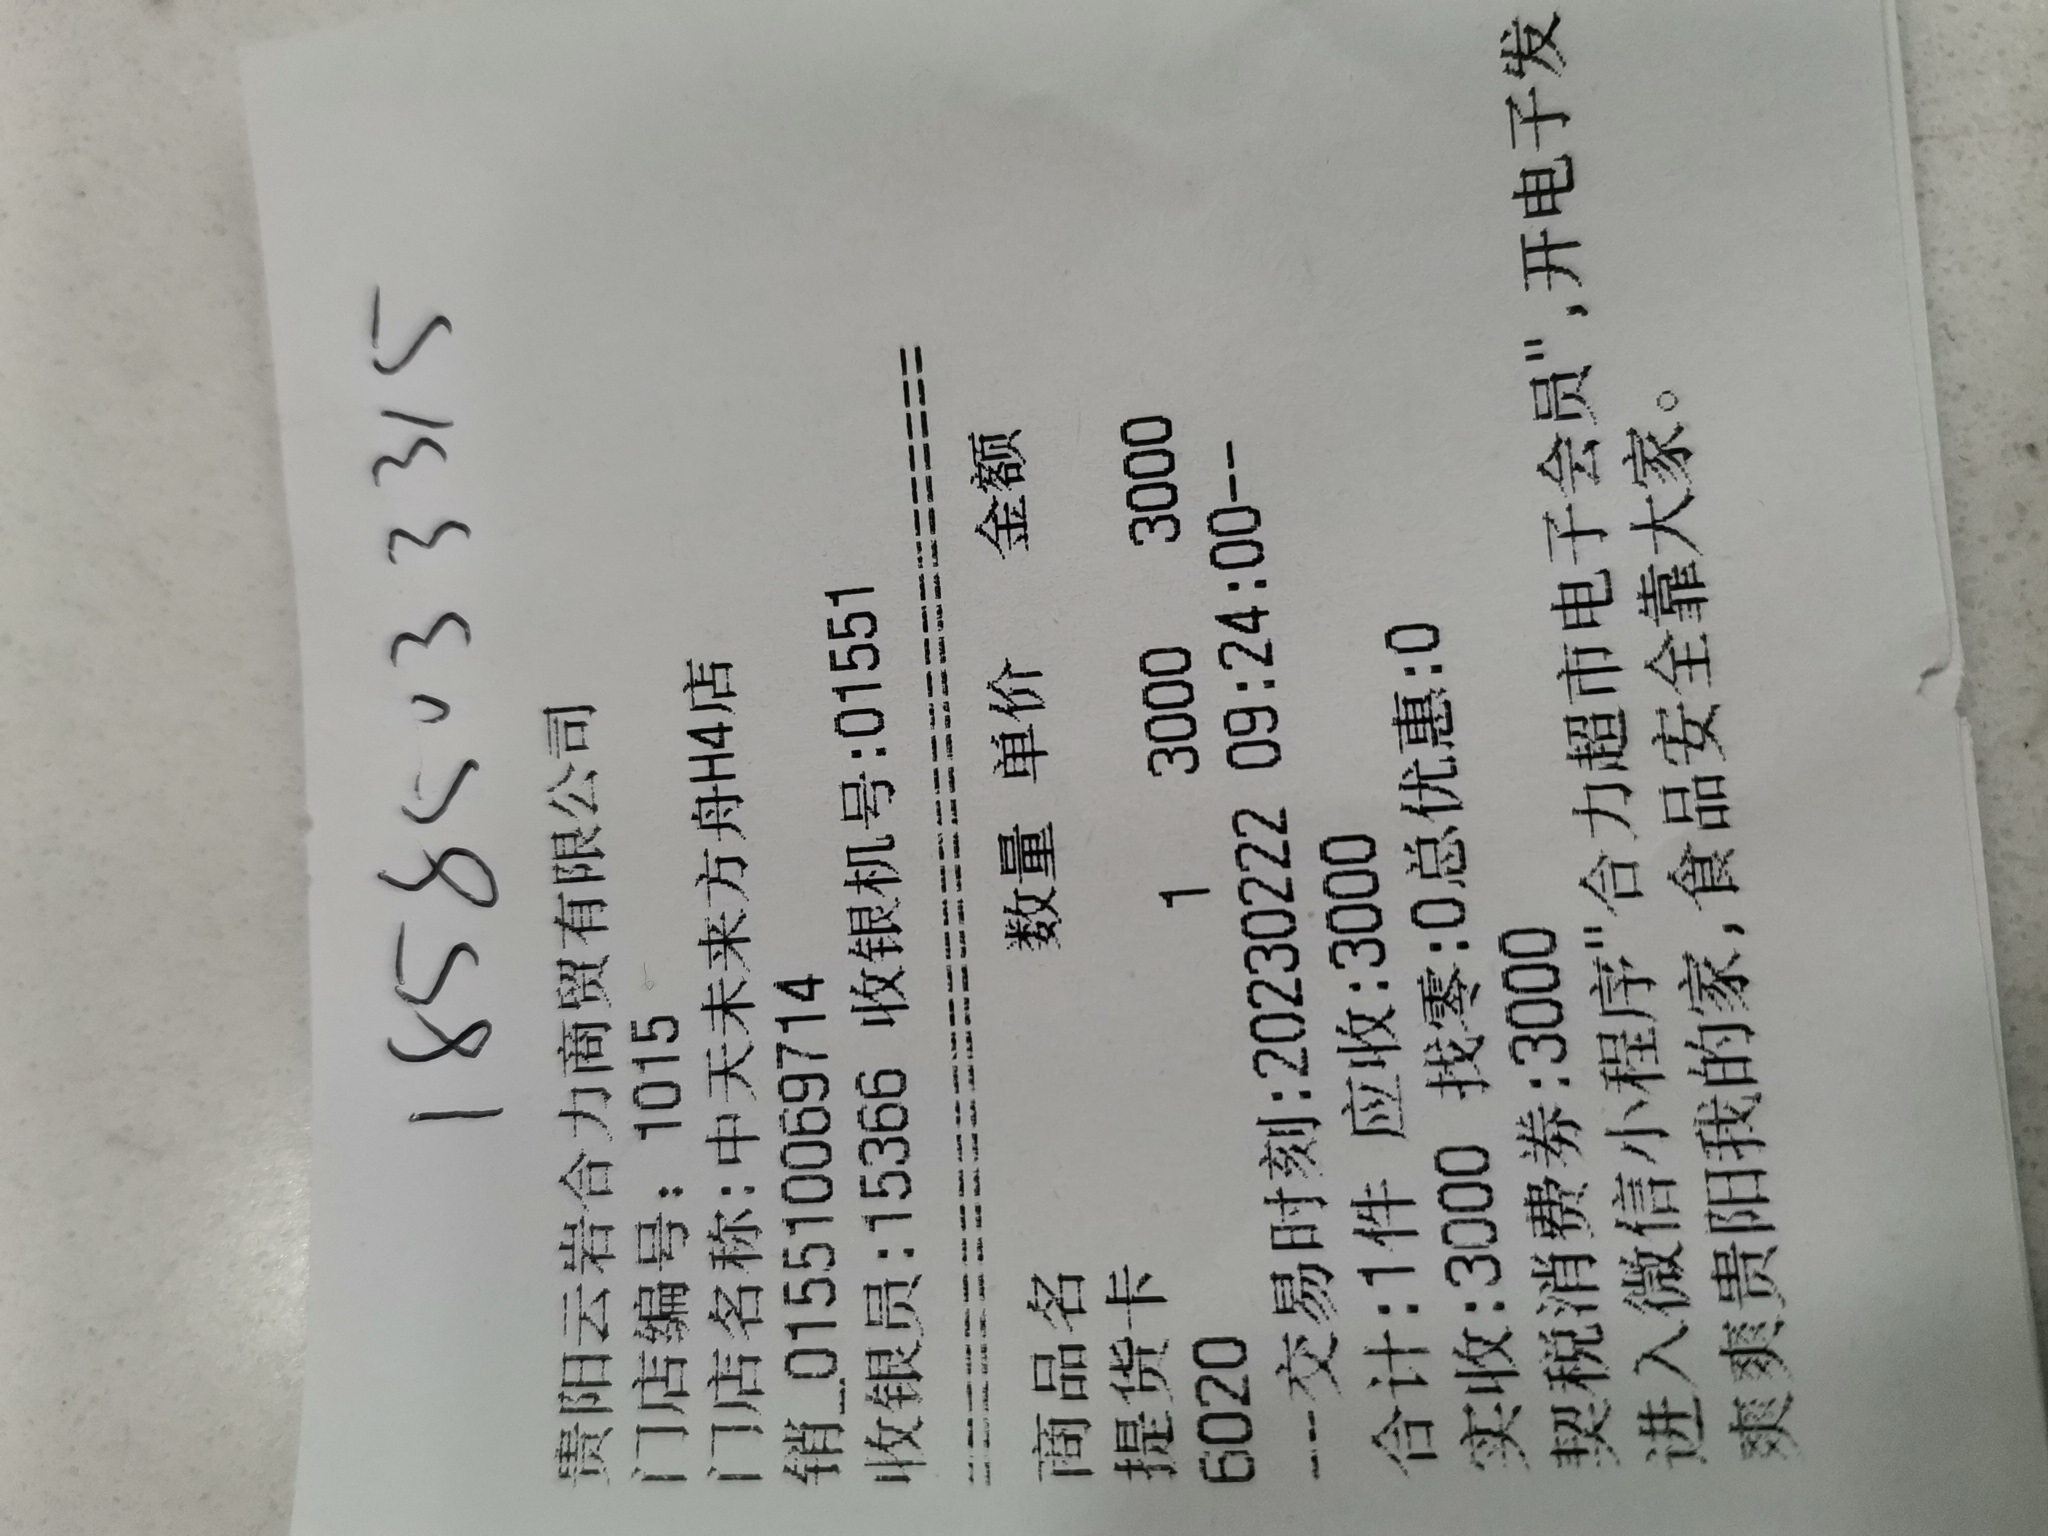 18585033315
贵阳云岩合力商贸有限公司
门店编号: 1015
门店名称:中天未来方舟H4店
销_015510069714
收银员:15366 收银机号:01551
========================================
商品名 数量 单价 金额
提货卡
6020 1 3000 3000
---交易时刻:20230222 09:24:00---
合计:1件 应收:3000
实收:3000 找零:0总优惠:0
契税消费券:3000
进入微信小程序"合力超市电子会员",开电子发
爽爽贵阳我的家,食品安全靠大家。